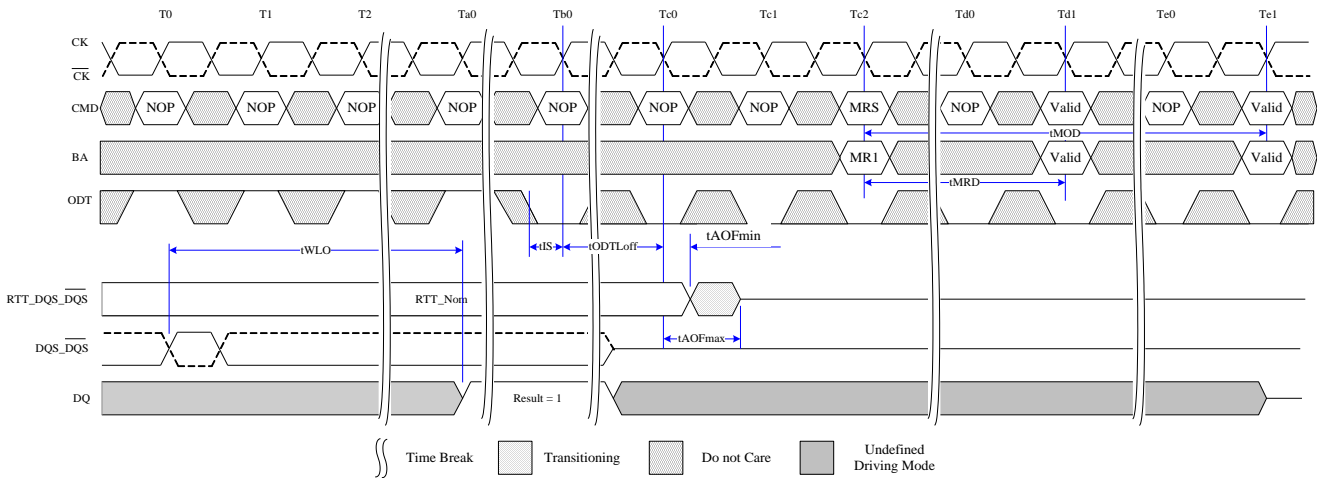 T0 T1 T2 Ta0 Tb0 Tc0 Tc1 Tc2 Td0 Td1 Te0 Te1
CK
CK
CMD NOP NOP NOP NOP NOP NOP NOP MRS NOP Valid NOP Valid
tMOD
BA MR1 Valid Valid
tMRD
ODT
tWLO tIS tODTLoff tAOFmin
RTT_DQS_DQS RTT_Nom
tAOFmax
DQS_DQS
DQ Result = 1
Time Break Transitioning Do not Care Undefined
Driving Mode